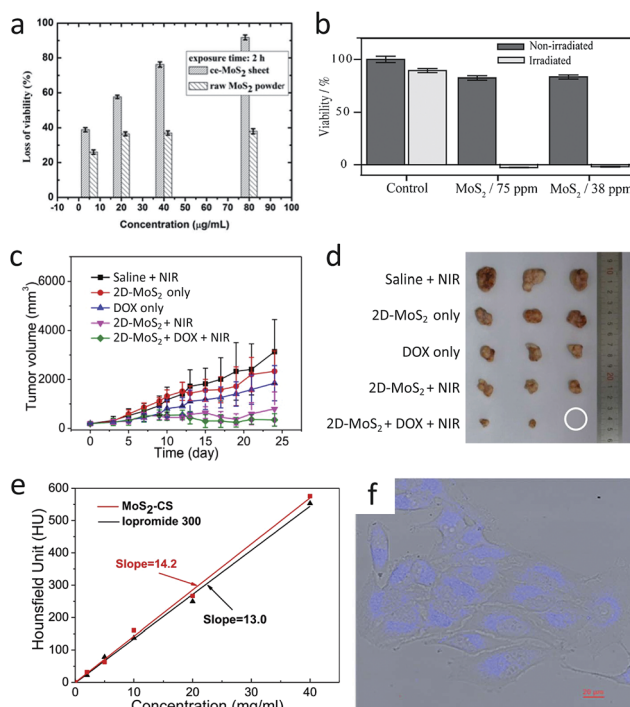 a
Loss of viability (%)
100
80
60
40
20
0
exposure time: 2 h
ce-MoS2 sheet
raw MoS2 powder
-10 0 10 20 30 40 50 60 70 80 90 100
Concentration (μg/mL)
b
Viability / %
100
50
0
Non-irradiated
Irradiated
Control MoS2 / 75 ppm MoS2 / 38 ppm
c
Tumor volume (mm3)
6000
4000
2000
0
Saline + NIR
2D-MoS2 only
DOX only
2D-MoS2 + NIR
2D-MoS2 + DOX + NIR
0 5 10 15 20 25
Time (day)
d
Saline + NIR
2D-MoS2 only
DOX only
2D-MoS2 + NIR
2D-MoS2 + DOX + NIR
e
Hounsfield Unit (HU)
600
500
400
300
200
100
0
MoS2-CS
Iopromide 300
Slope=14.2
Slope=13.0
0 10 20 30 40
Concentration (mg/ml)
f
25 μm